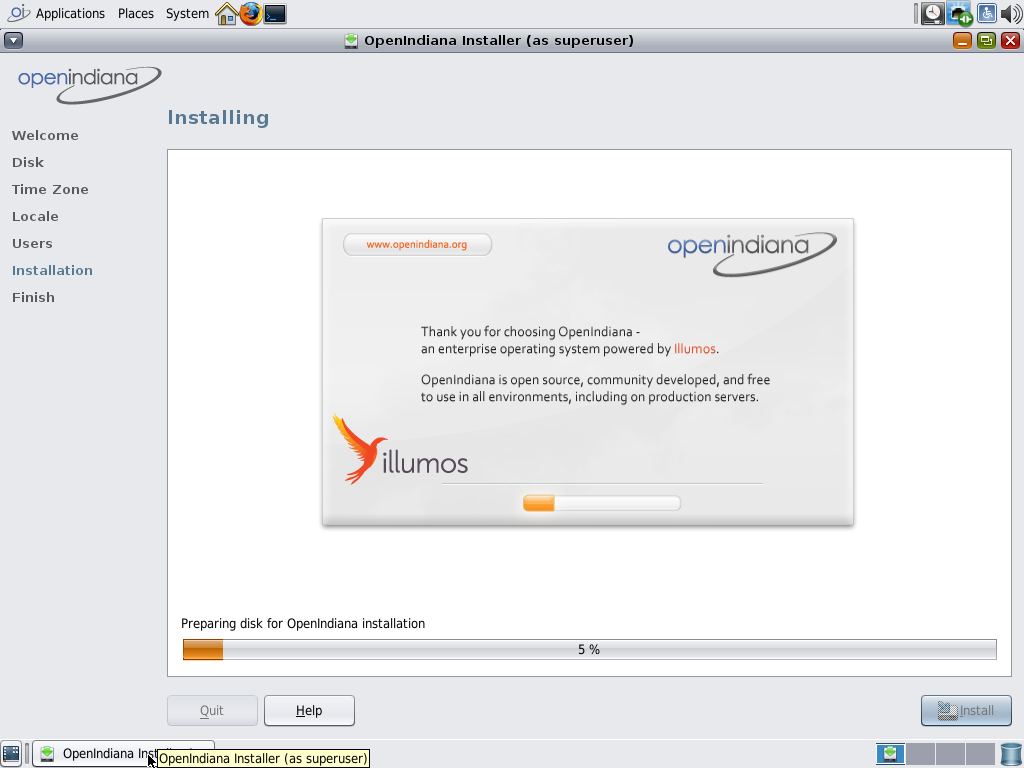 Applications Places System
OpenIndiana Installer (as superuser)
openindiana
Installing
Welcome
Disk
Time Zone
Locale
Users
Installation
Finish
www.openindiana.org
openindiana
Thank you for choosing OpenIndiana -
an enterprise operating system powered by Illumos.
OpenIndiana is open source, community developed, and free
to use in all environments, including on production servers.
illumos
Preparing disk for OpenIndiana installation
5 %
Quit Help Install
OpenIndiana
OpenIndiana Installer (as superuser)